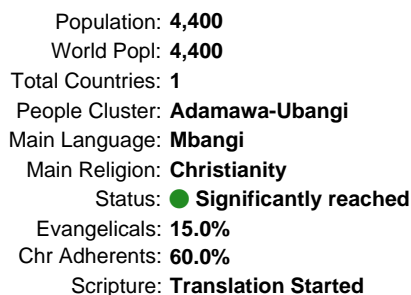 Population: 4,400
World Popl: 4,400
Total Countries: 1
People Cluster: Adamawa-Ubangi
Main Language: Mbangi
Main Religion: Christianity
Status: Significantly reached
Evangelicals: 15.0%
Chr Adherents: 60.0%
Scripture: Translation Started